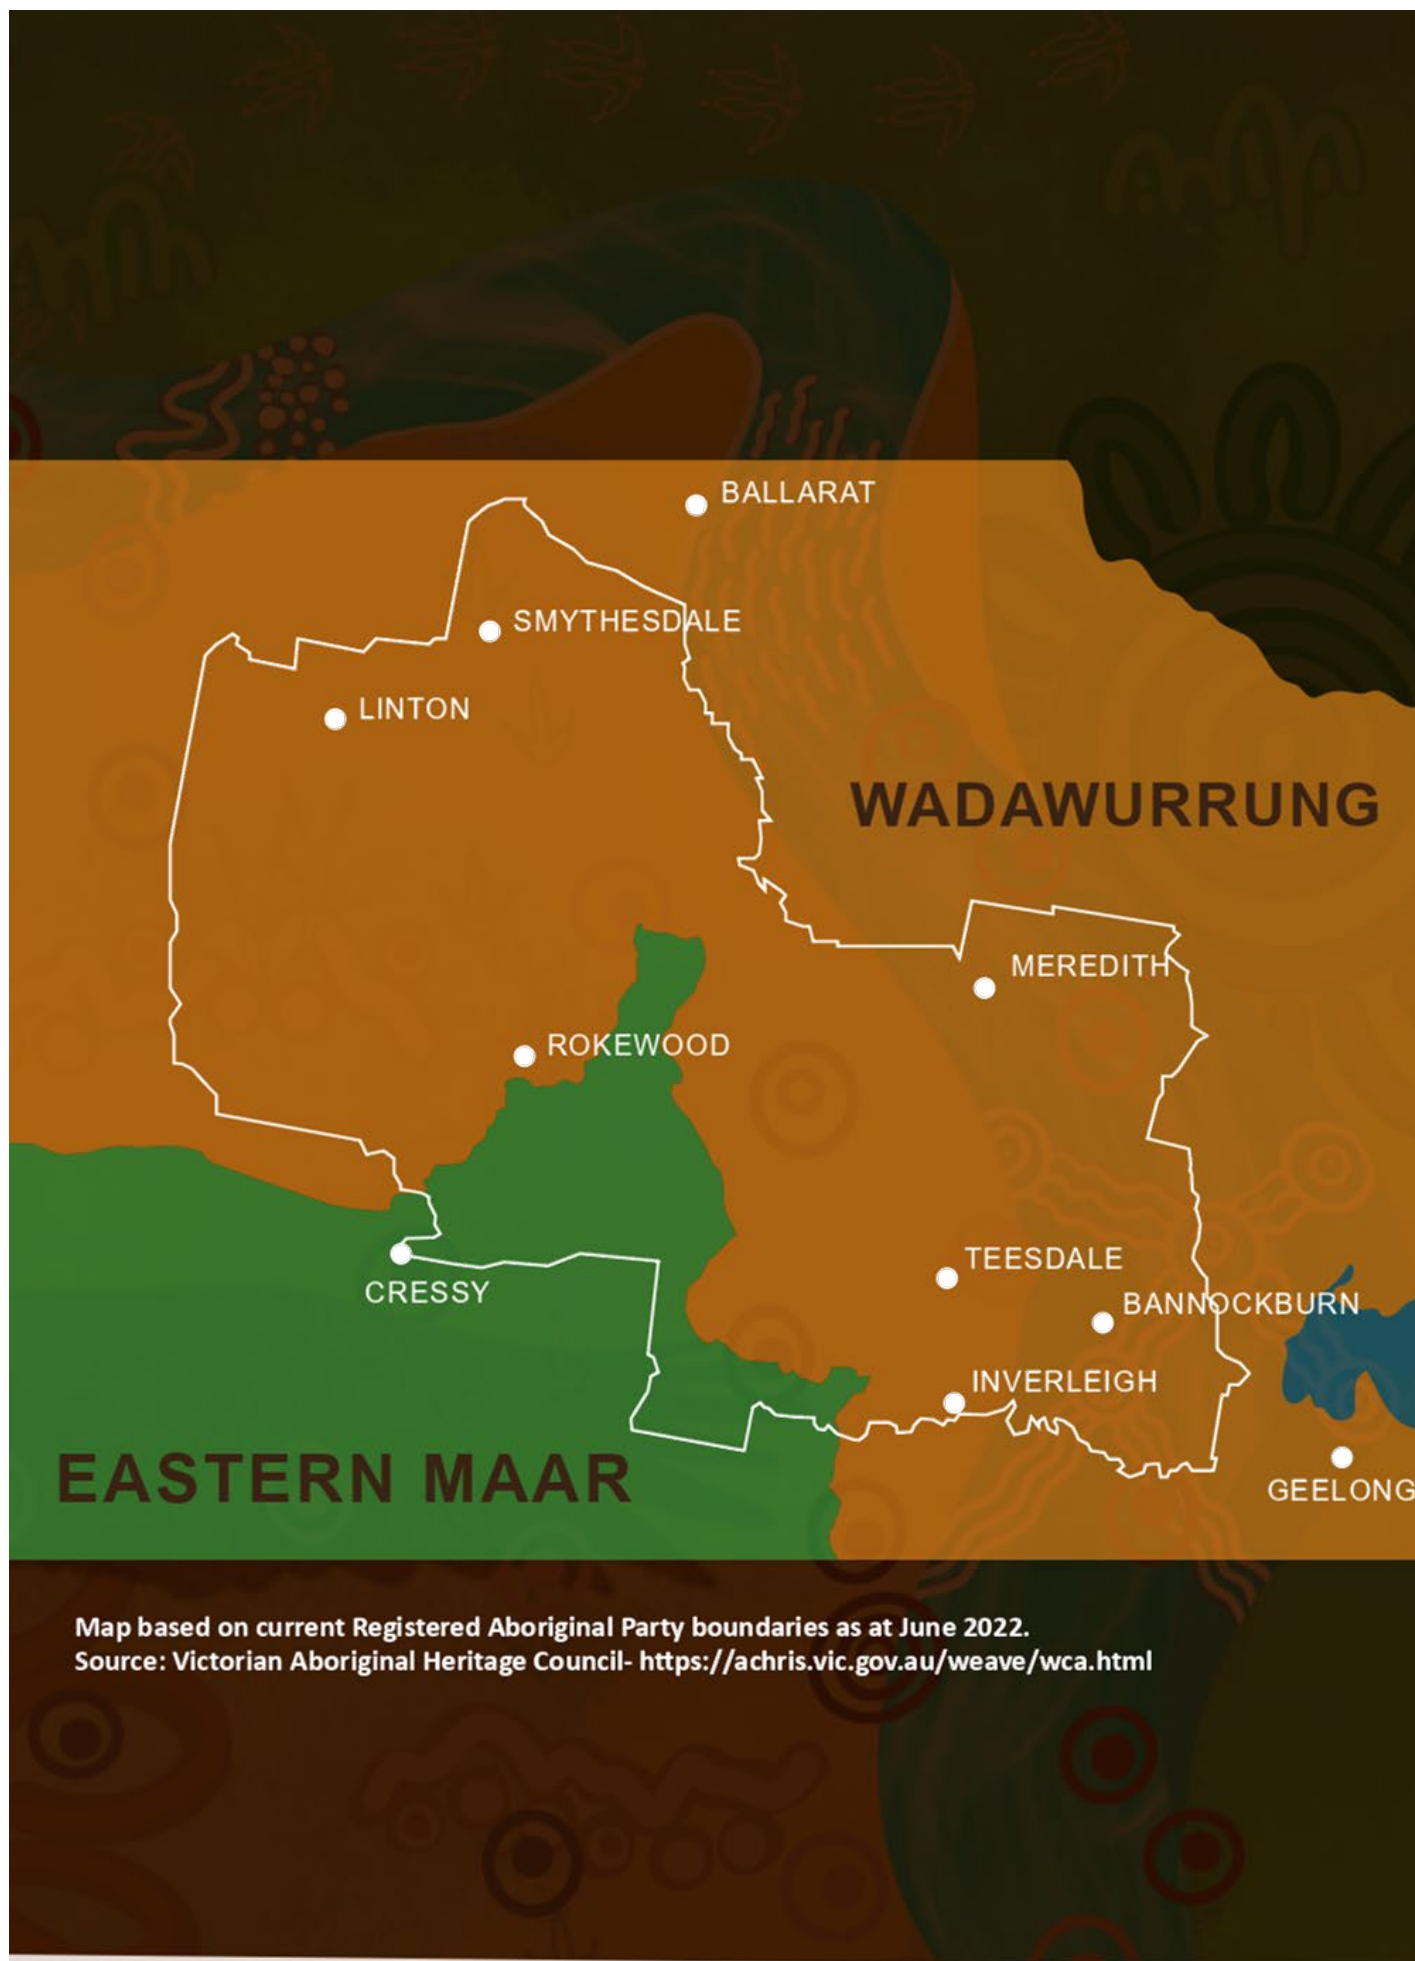 BALLARAT
SMYTHESDALE
LINTON
WADAWURRUNG
MEREDITH
ROKEWOOD
TEESDALE
CRESSY
BANNOCKBURN
INVERLEIGH
EASTERN MAAR
GEELONG
Map based on current Registered Aboriginal Party boundaries as at June 2022.
Source: Victorian Aboriginal Heritage Council- https://achris.vic.gov.au/weave/wca.html